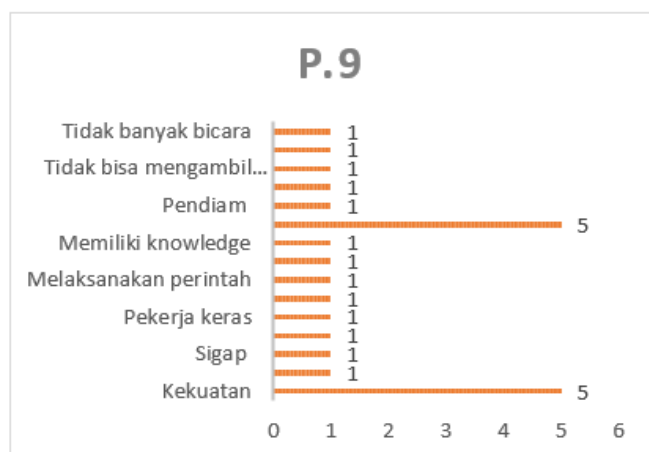 P.9
Tidak banyak bicara 1
1
Tidak bisa mengambil... 1
1
Pendiam 1
5
Memiliki knowledge 1
1
Melaksanakan perintah 1
1
Pekerja keras 1
1
Sigap 1
1
Kekuatan 5
0 1 2 3 4 5 6